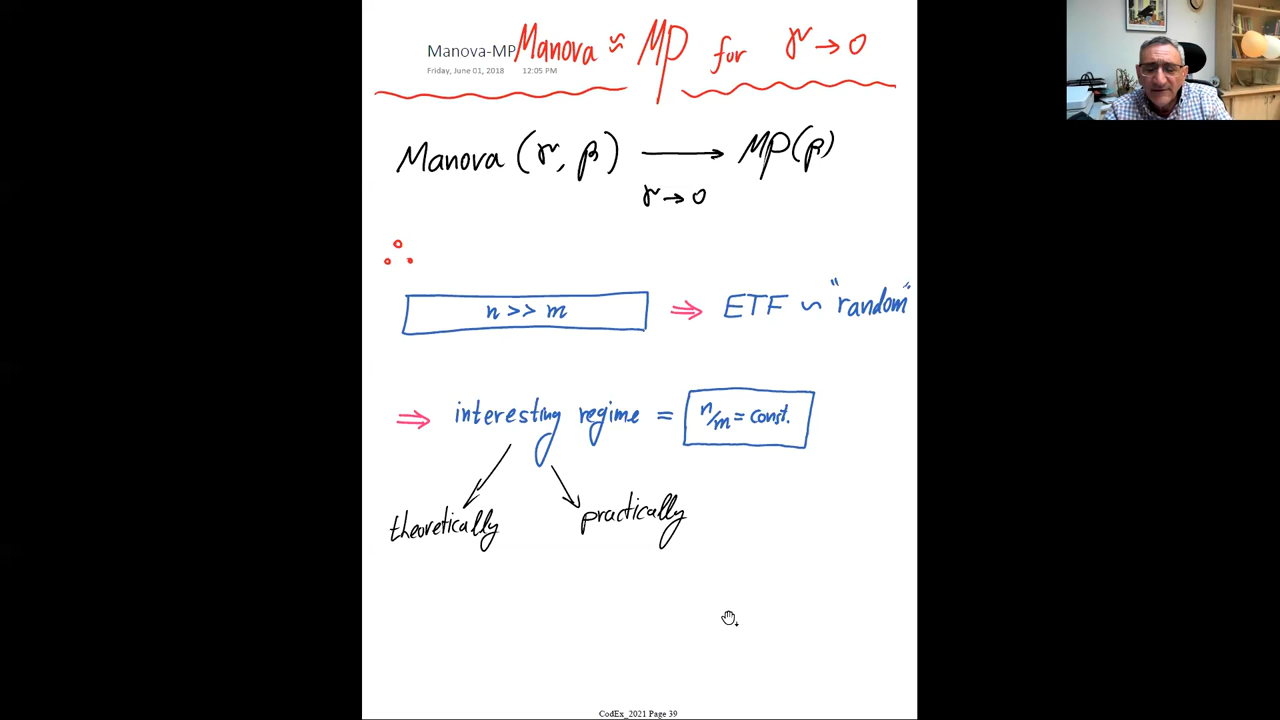 Manova-MP
Manova ≈ MP for γ → 0
Friday, June 01, 2018 12:05 PM
Manova (γ, β) → MP(β)
γ → 0
∴
n >> m ⇒ ETF ~ "random"
⇒ interesting regime = n/m = const.
theoretically practically
CodEx_2021 Page 39